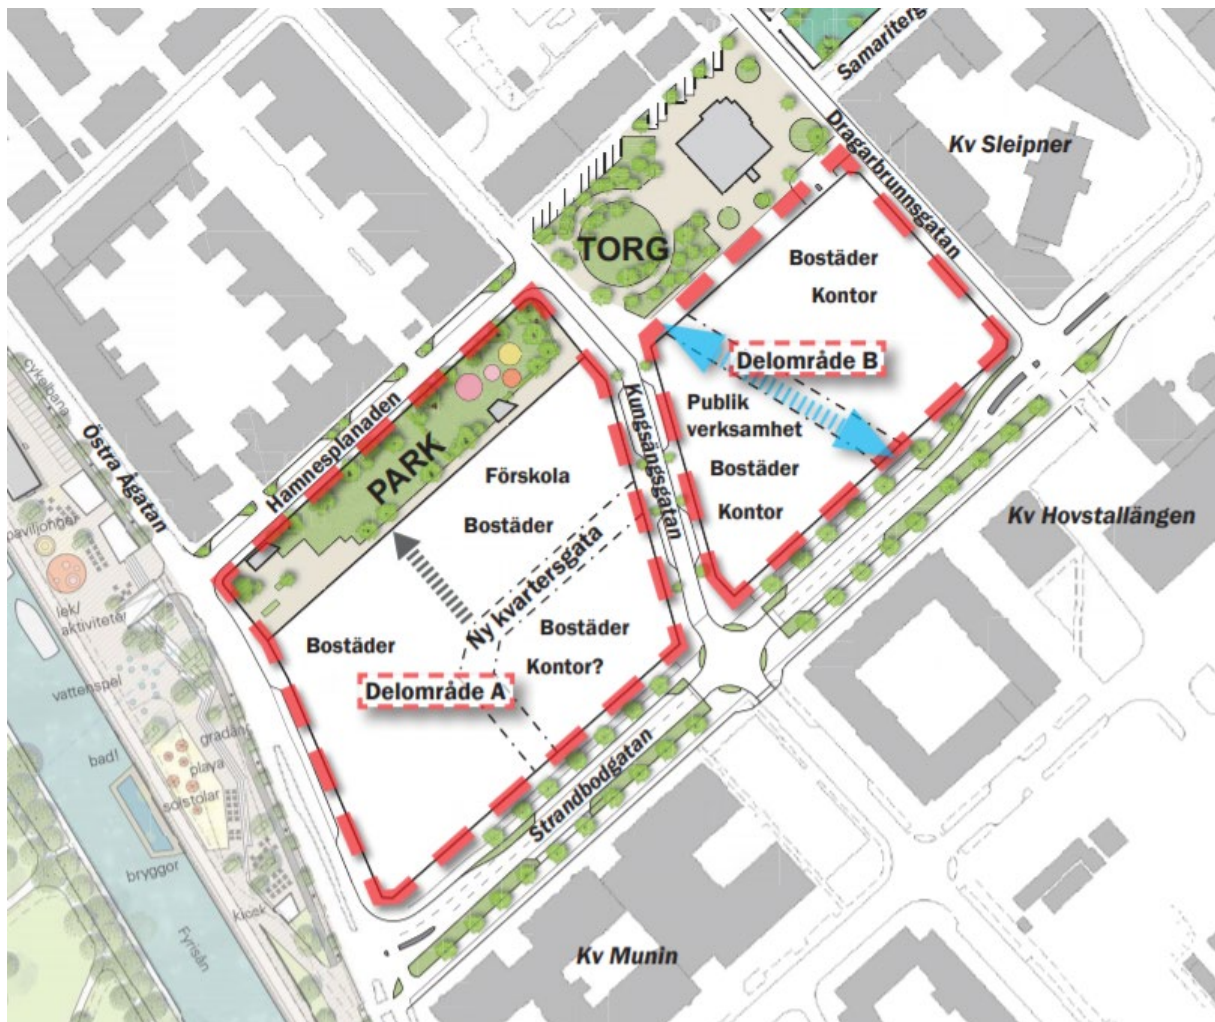 Samariterg
Dragarbrunnsgatan
Kv Sleipner
TORG
Bostäder
Kontor
Delområde B
Publik
verksamhet
Bostäder
Kontor
Kungsängsgatan
Hamnesplanaden
PARK
Förskola
Bostäder
Ny kvartersgata
Bostäder
Bostäder
Kontor?
Delområde A
Strandbodgatan
Kv Hovstallängen
Kv Munin
Östra Ågatan
cykelbana
paviljonger
lek/
aktiviteter
vattenspel
gradäng
bad!
playa
solstolar
bryggor
Kiosk
Fyrisån